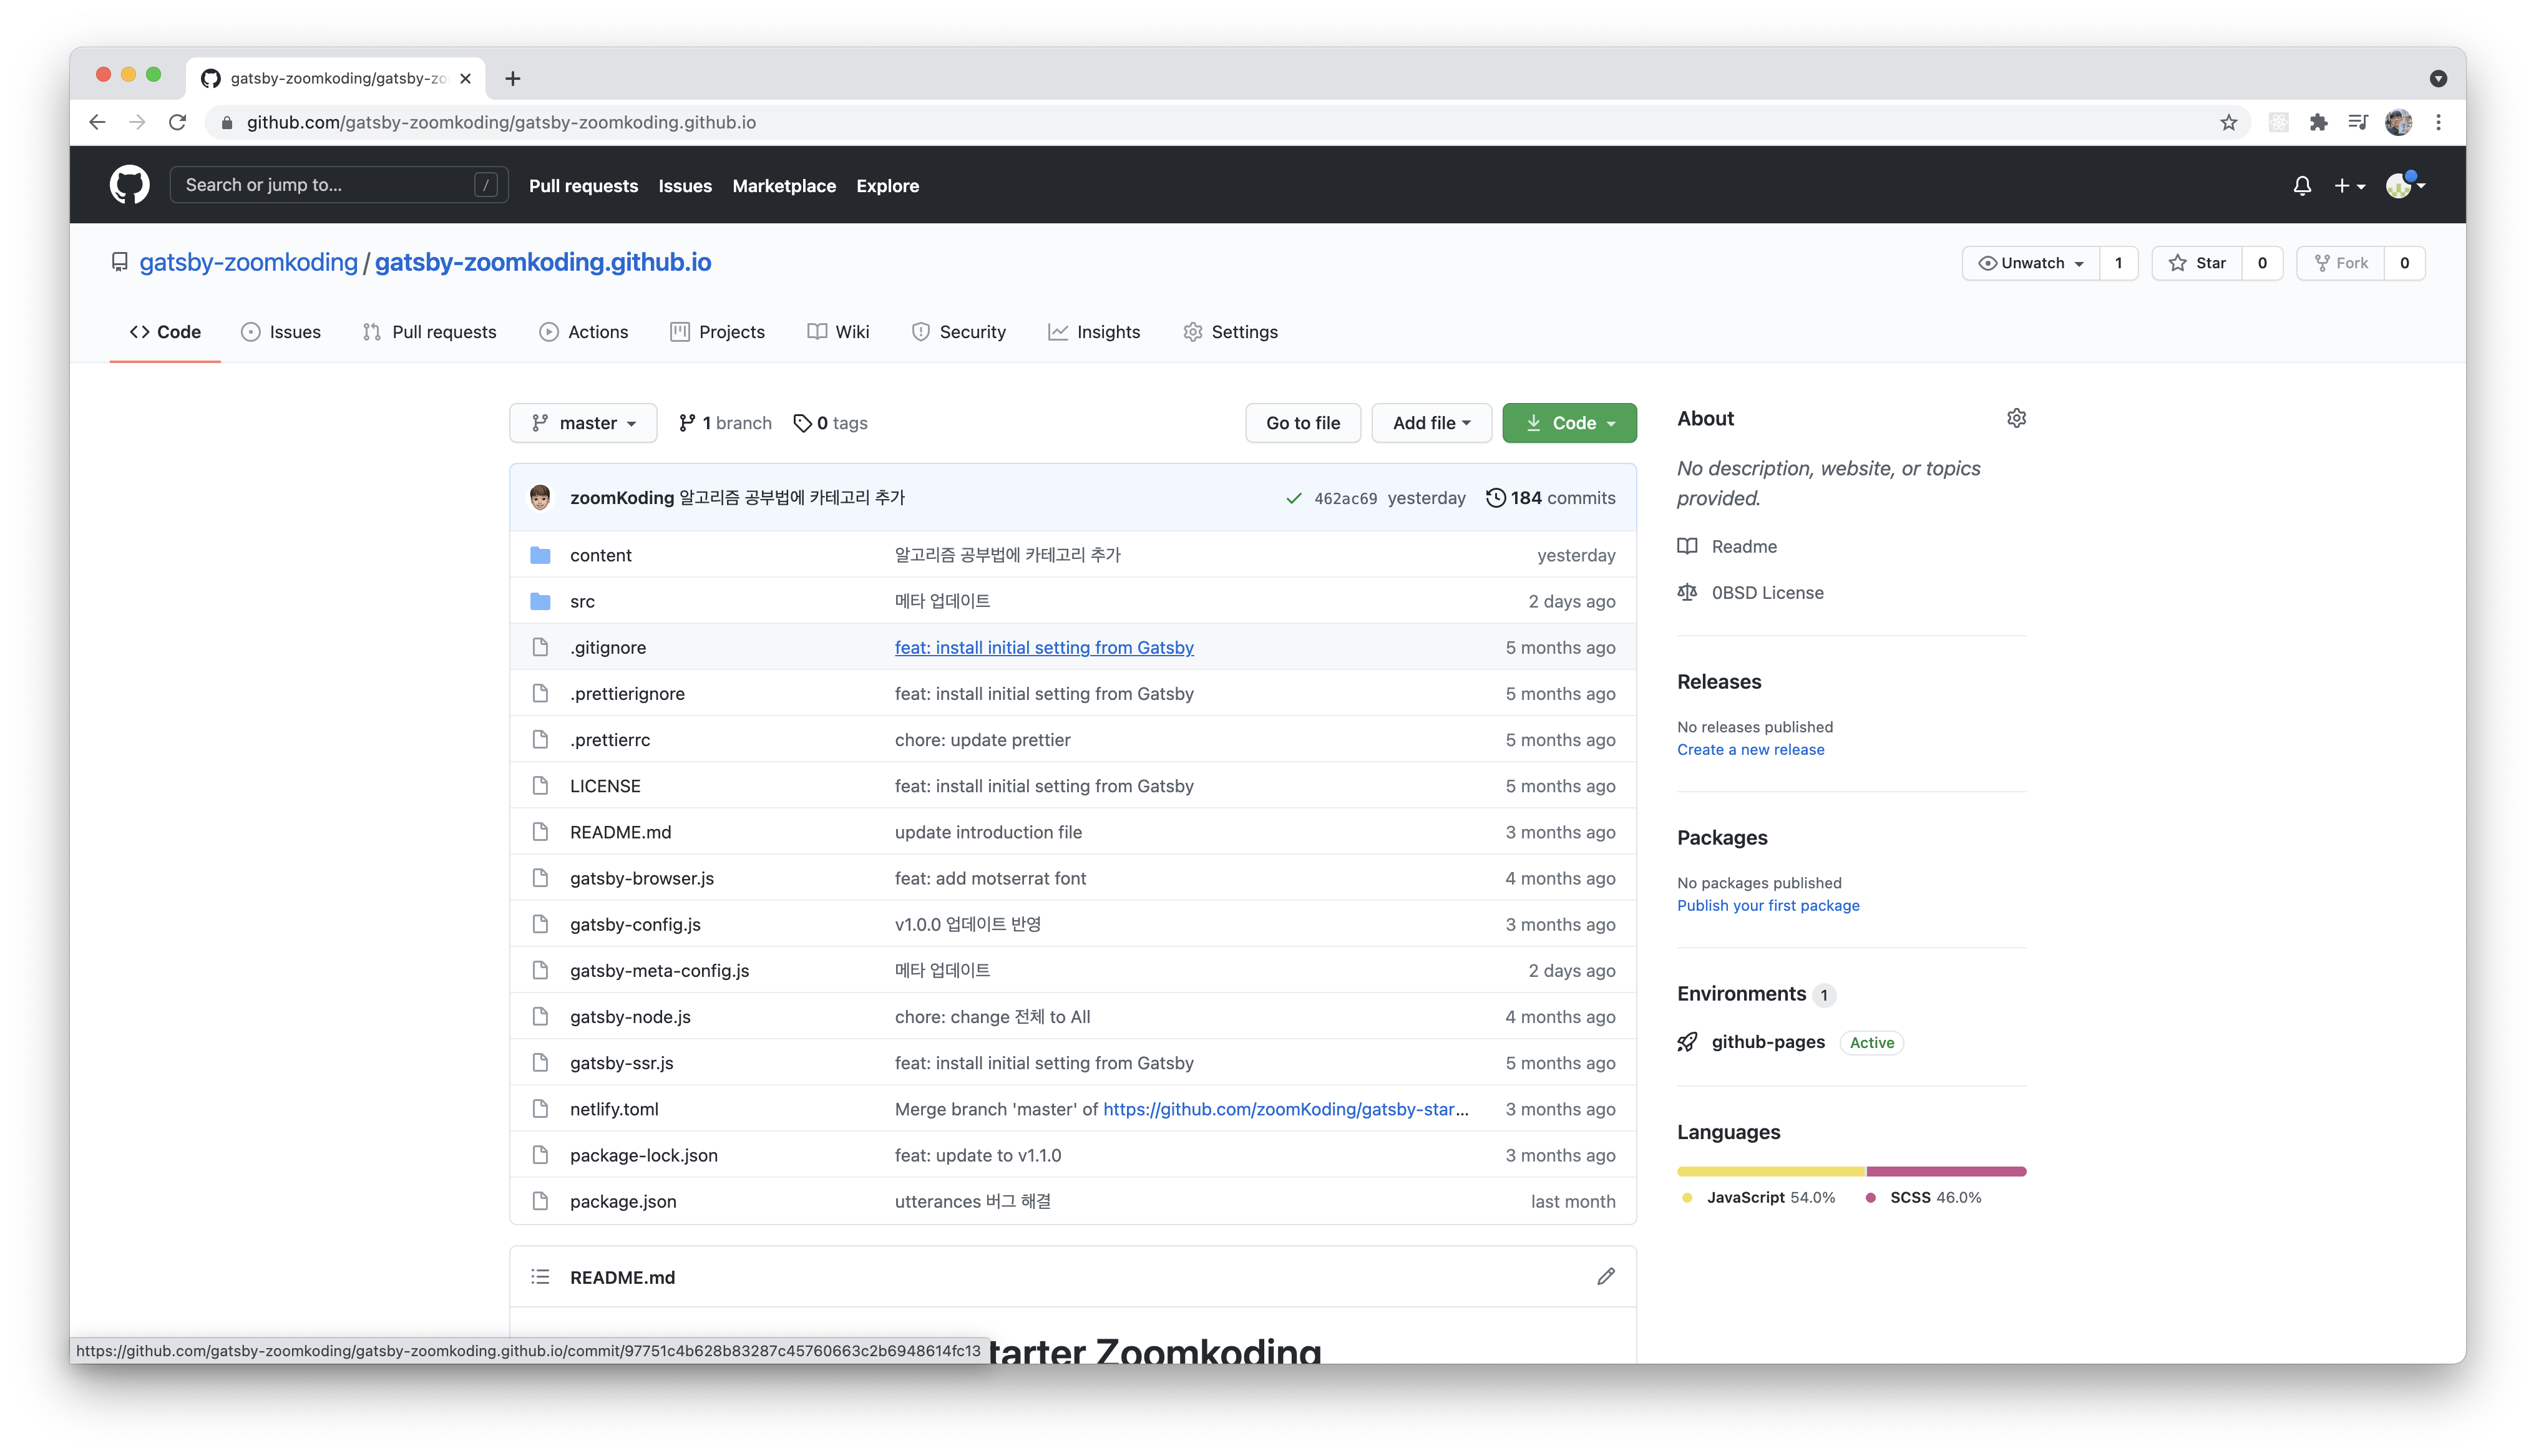 gatsby-zoomkoding/gatsby-zo
github.com/gatsby-zoomkoding/gatsby-zoomkoding.github.io
Search or jump to... /
Pull requests Issues Marketplace Explore
gatsby-zoomkoding / gatsby-zoomkoding.github.io
Unwatch 1 Star 0 Fork 0
Code Issues Pull requests Actions Projects Wiki Security Insights Settings
master 1 branch 0 tags Go to file Add file Code
zoomKoding 알고리즘 공부법에 카테고리 추가 462ac69 yesterday 184 commits
content 알고리즘 공부법에 카테고리 추가 yesterday
src 메타 업데이트 2 days ago
.gitignore feat: install initial setting from Gatsby 5 months ago
.prettierignore feat: install initial setting from Gatsby 5 months ago
.prettierrc chore: update prettier 5 months ago
LICENSE feat: install initial setting from Gatsby 5 months ago
README.md update introduction file 3 months ago
gatsby-browser.js feat: add motserrat font 4 months ago
gatsby-config.js v1.0.0 업데이트 반영 3 months ago
gatsby-meta-config.js 메타 업데이트 2 days ago
gatsby-node.js chore: change 전체 to All 4 months ago
gatsby-ssr.js feat: install initial setting from Gatsby 5 months ago
netlify.toml Merge branch 'master' of https://github.com/zoomKoding/gatsby-star... 3 months ago
package-lock.json feat: update to v1.1.0 3 months ago
package.json utterances 버그 해결 last month
README.md
tarter Zoomkoding
About
No description, website, or topics
provided.
Readme
0BSD License
Releases
No releases published
Create a new release
Packages
No packages published
Publish your first package
Environments 1
github-pages Active
Languages
JavaScript 54.0% SCSS 46.0%
https://github.com/gatsby-zoomkoding/gatsby-zoomkoding.github.io/commit/97751c4b628b83287c45760663c2b6948614fc13